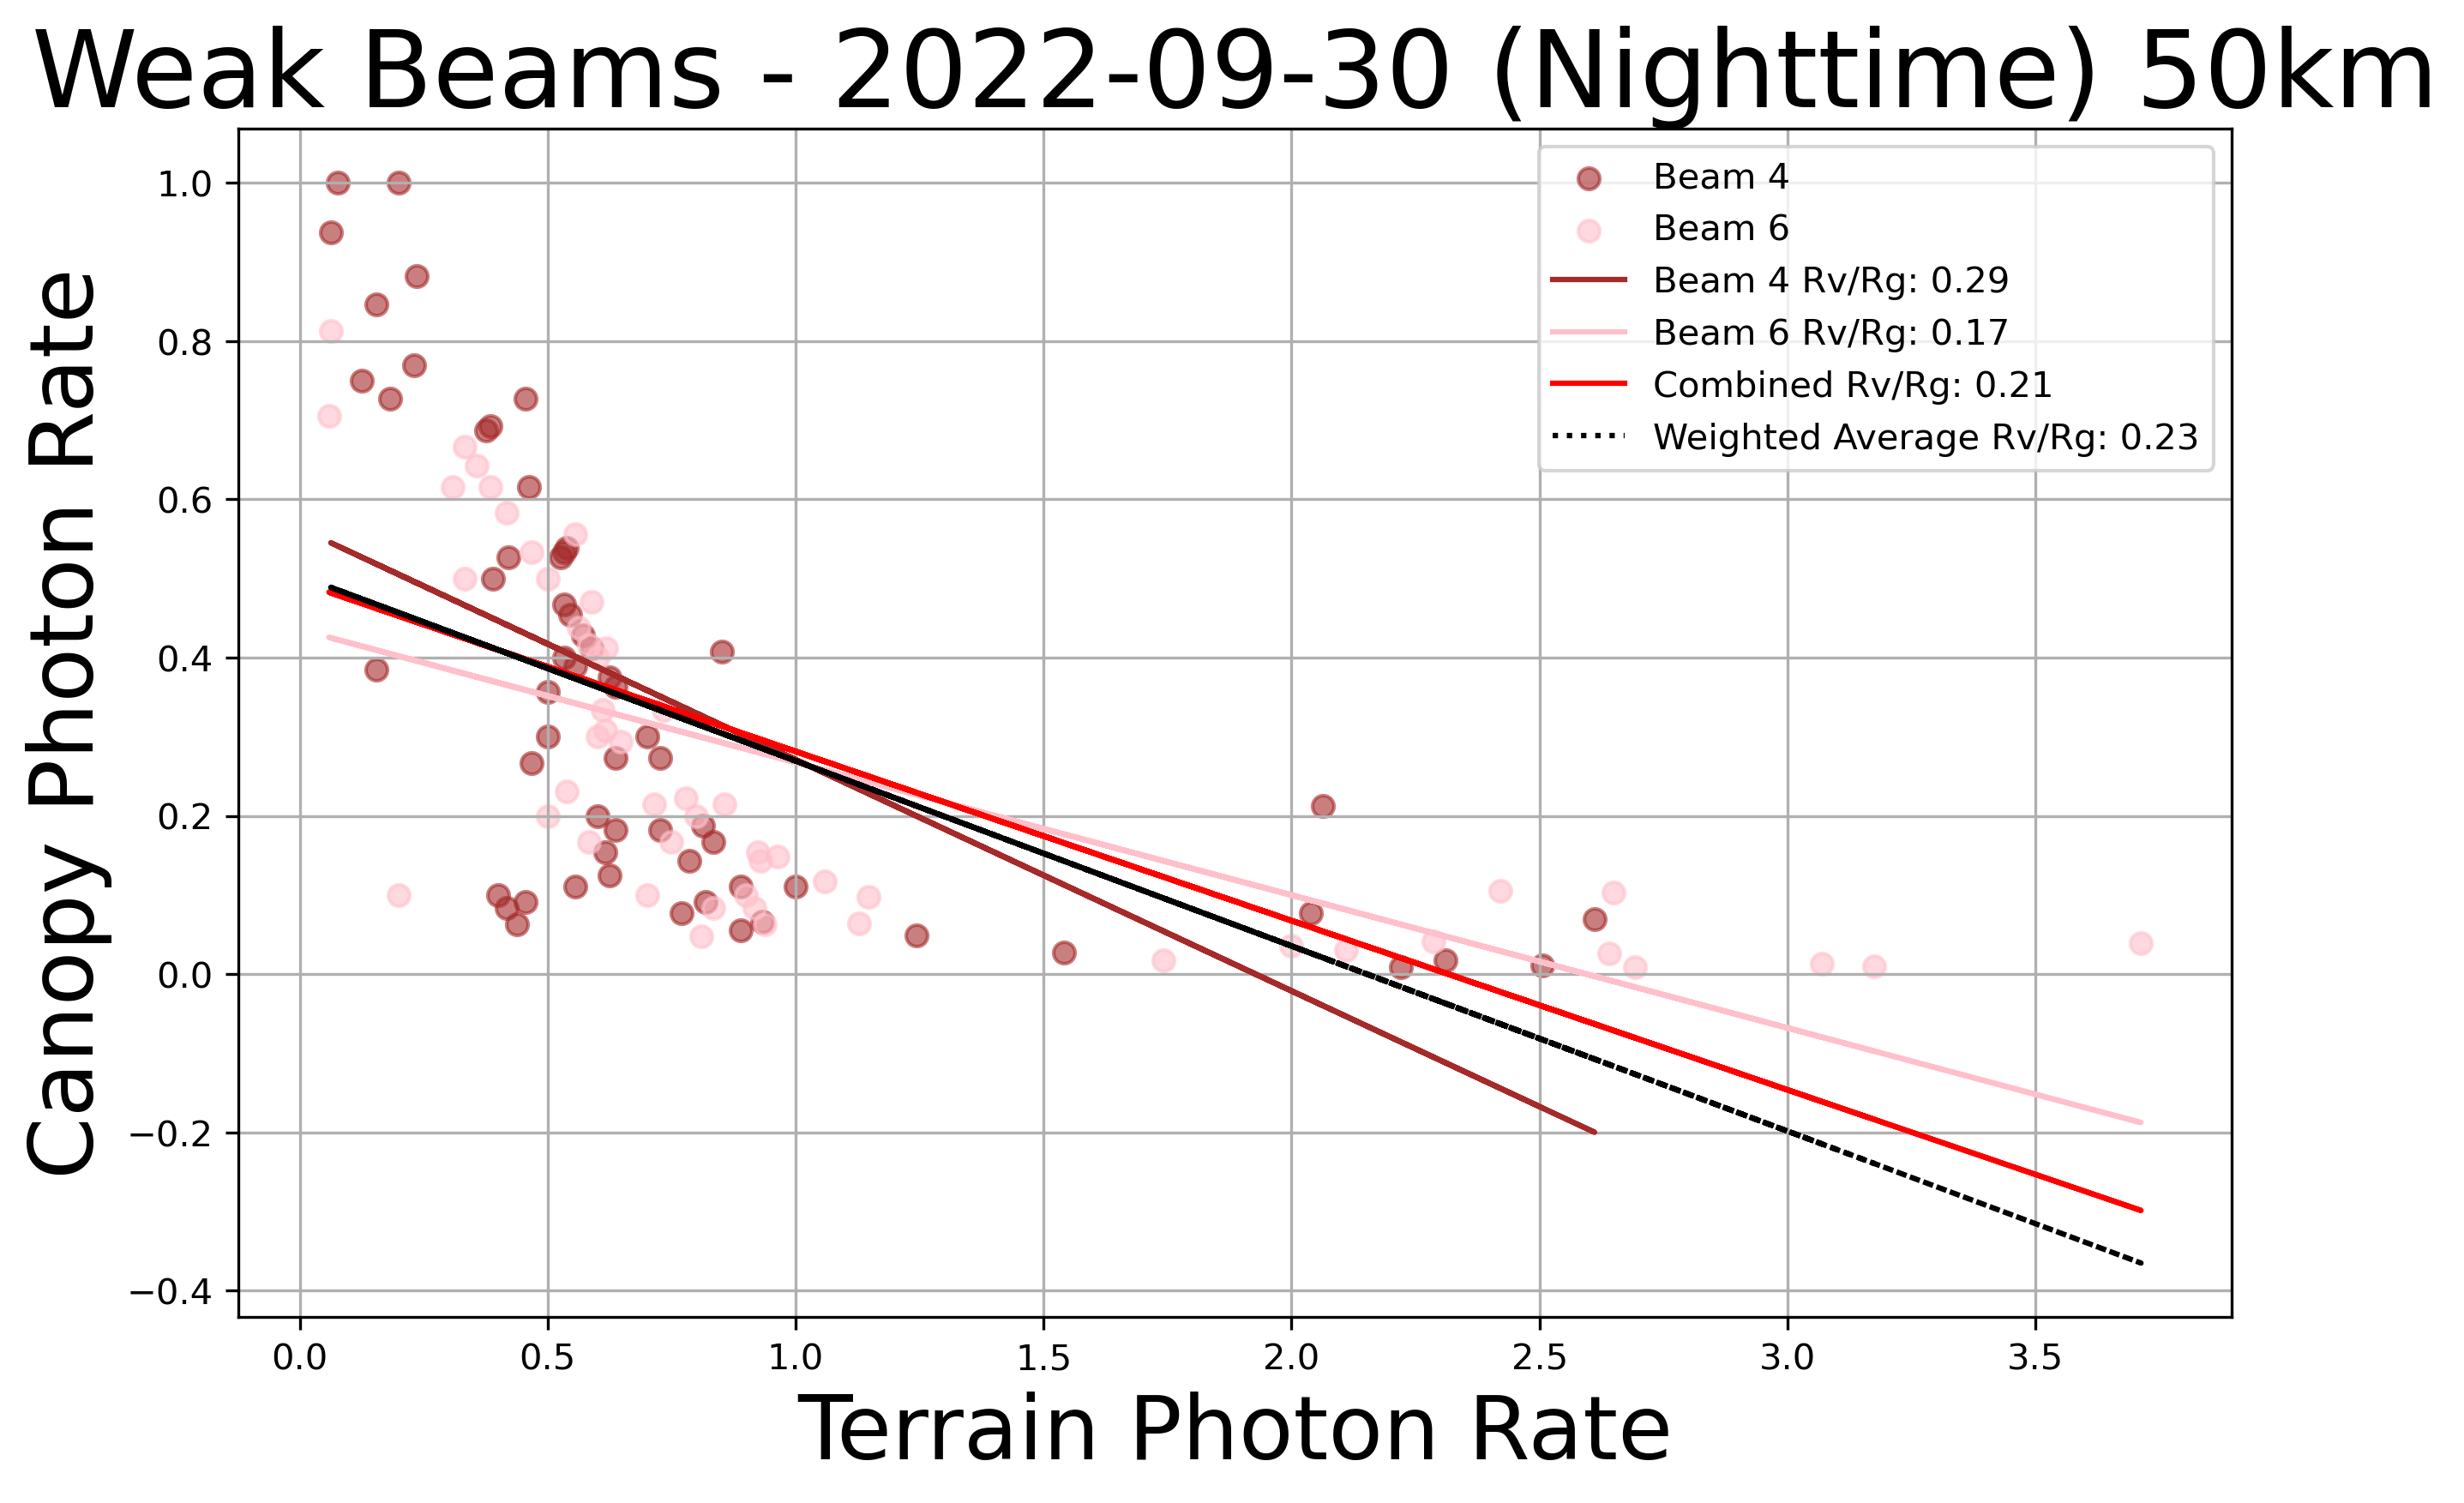 Weak Beams - 2022-09-30 (Nighttime) 50km
Canopy Photon Rate
1.0
0.8
0.6
0.4
0.2
0.0
−0.2
−0.4
Beam 4
Beam 6
Beam 4 Rv/Rg: 0.29
Beam 6 Rv/Rg: 0.17
Combined Rv/Rg: 0.21
Weighted Average Rv/Rg: 0.23
0.0 0.5 1.0 1.5 2.0 2.5 3.0 3.5
Terrain Photon Rate